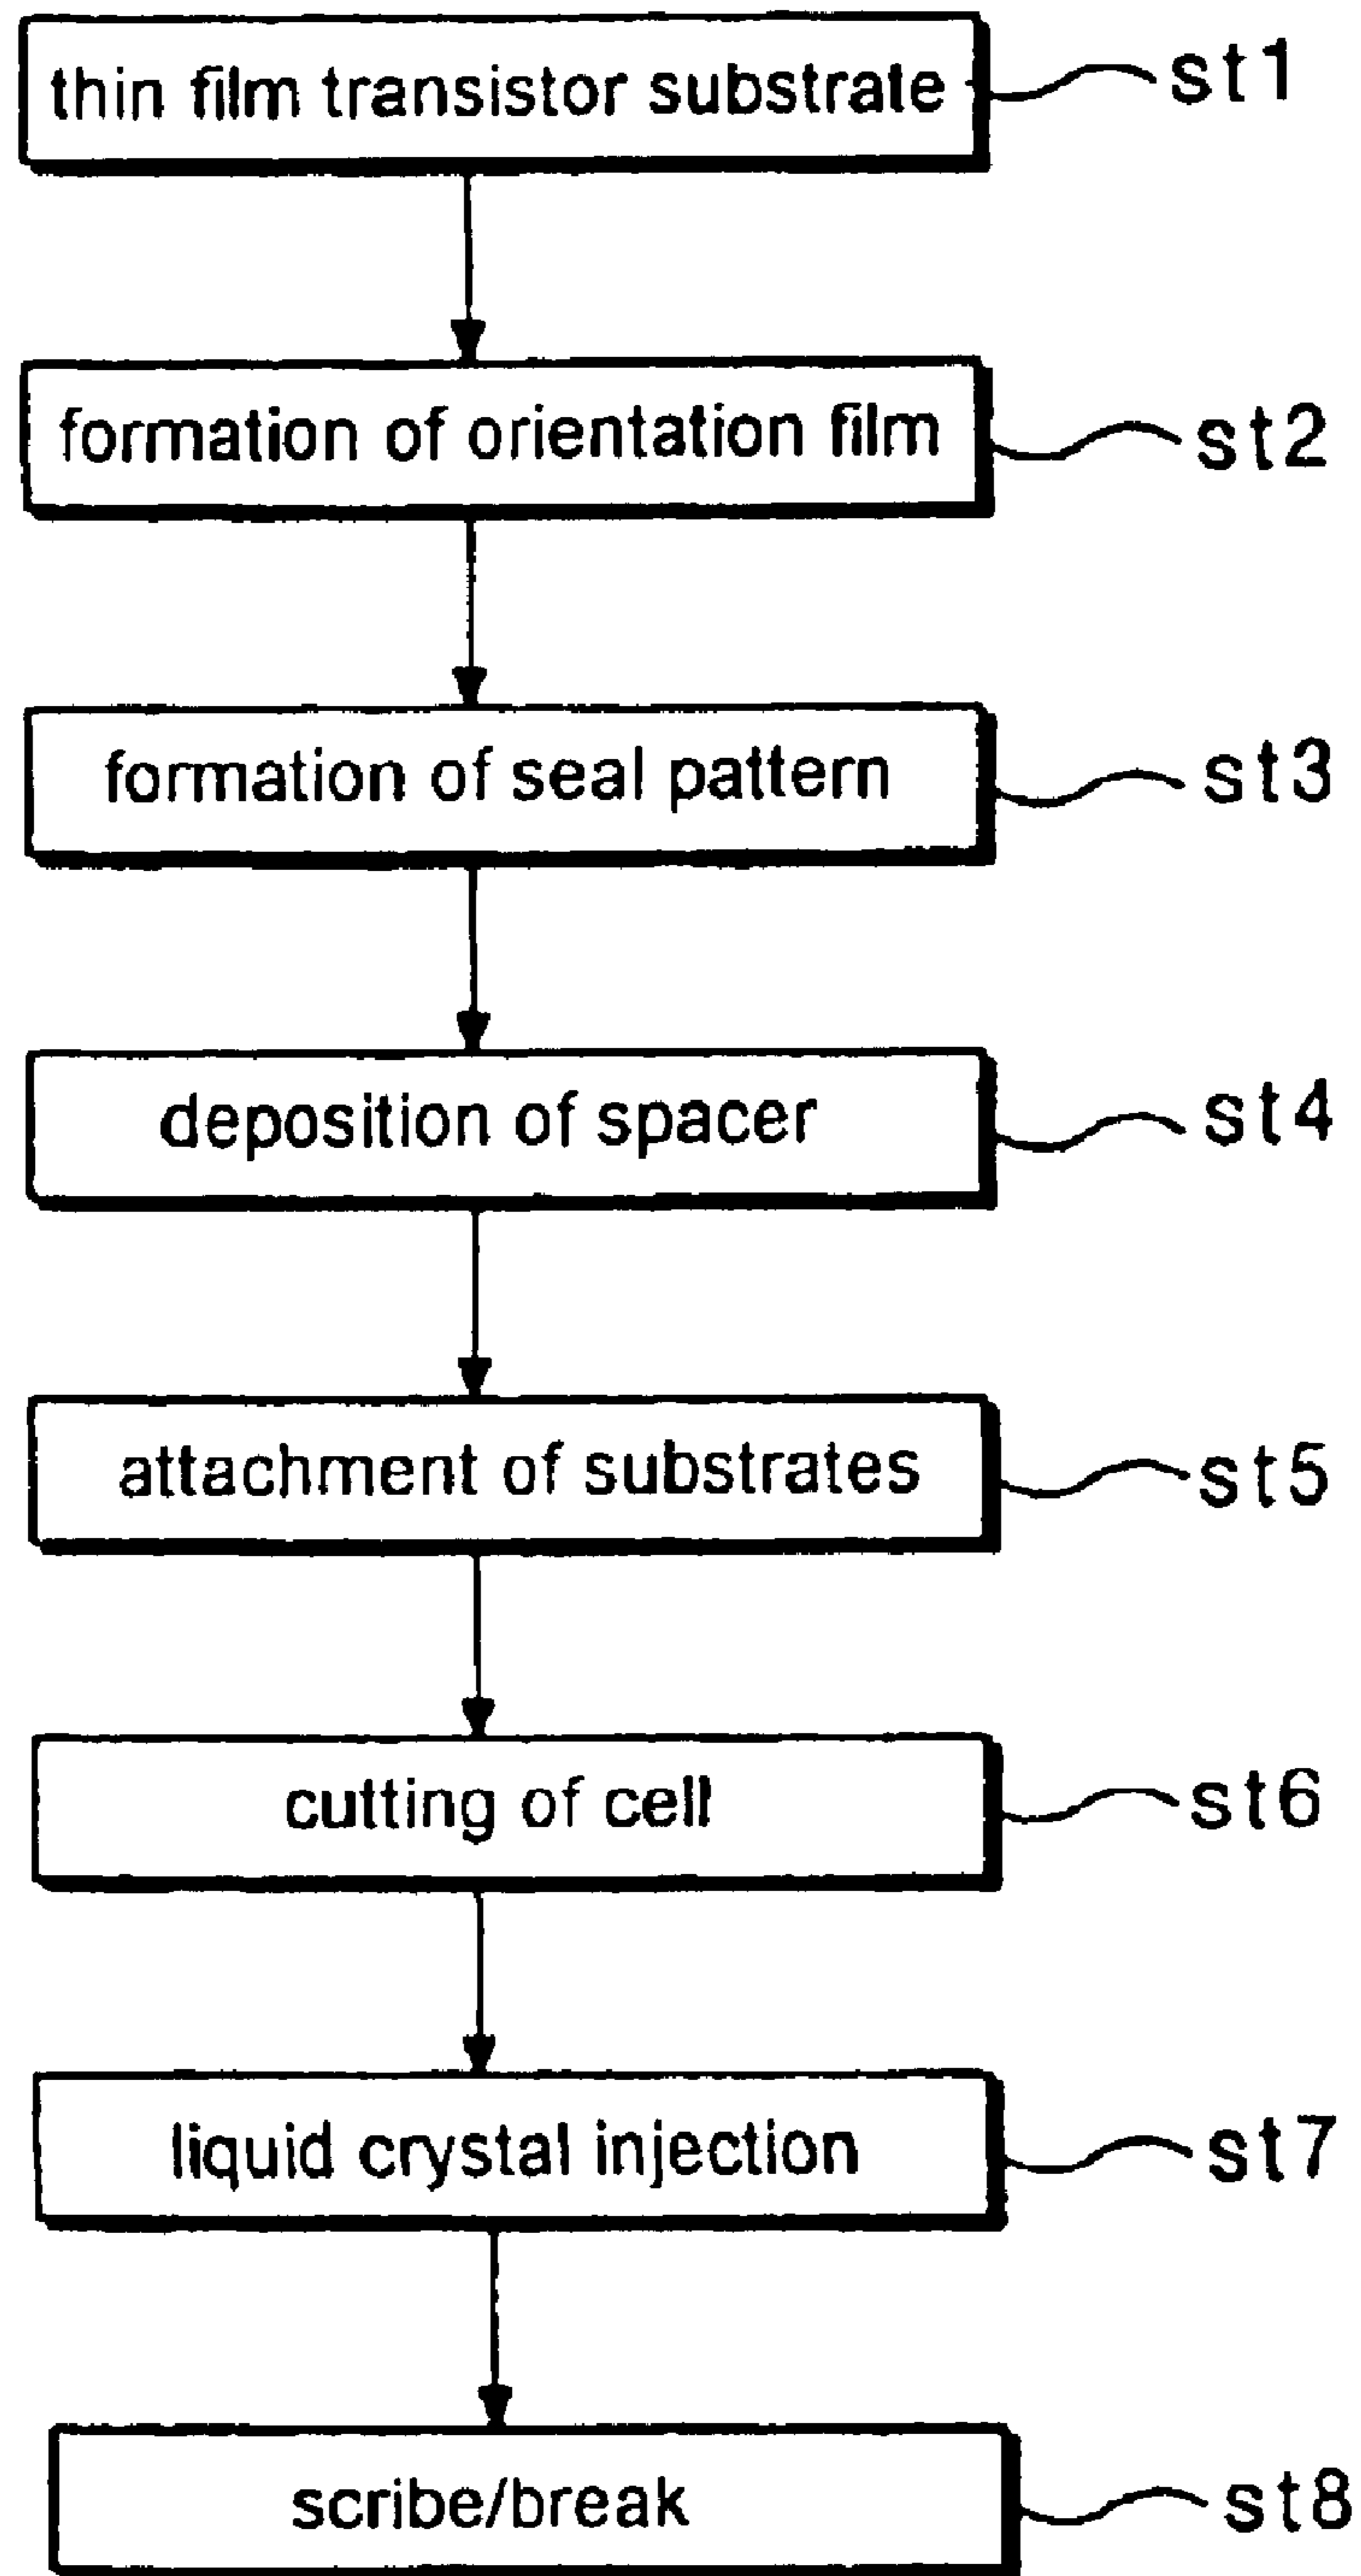 thin film transistor substrate st1
formation of orientation film st2
formation of seal pattern st3
deposition of spacer st4
attachment of substrates st5
cutting of cell st6
liquid crystal injection st7
scribe/break st8